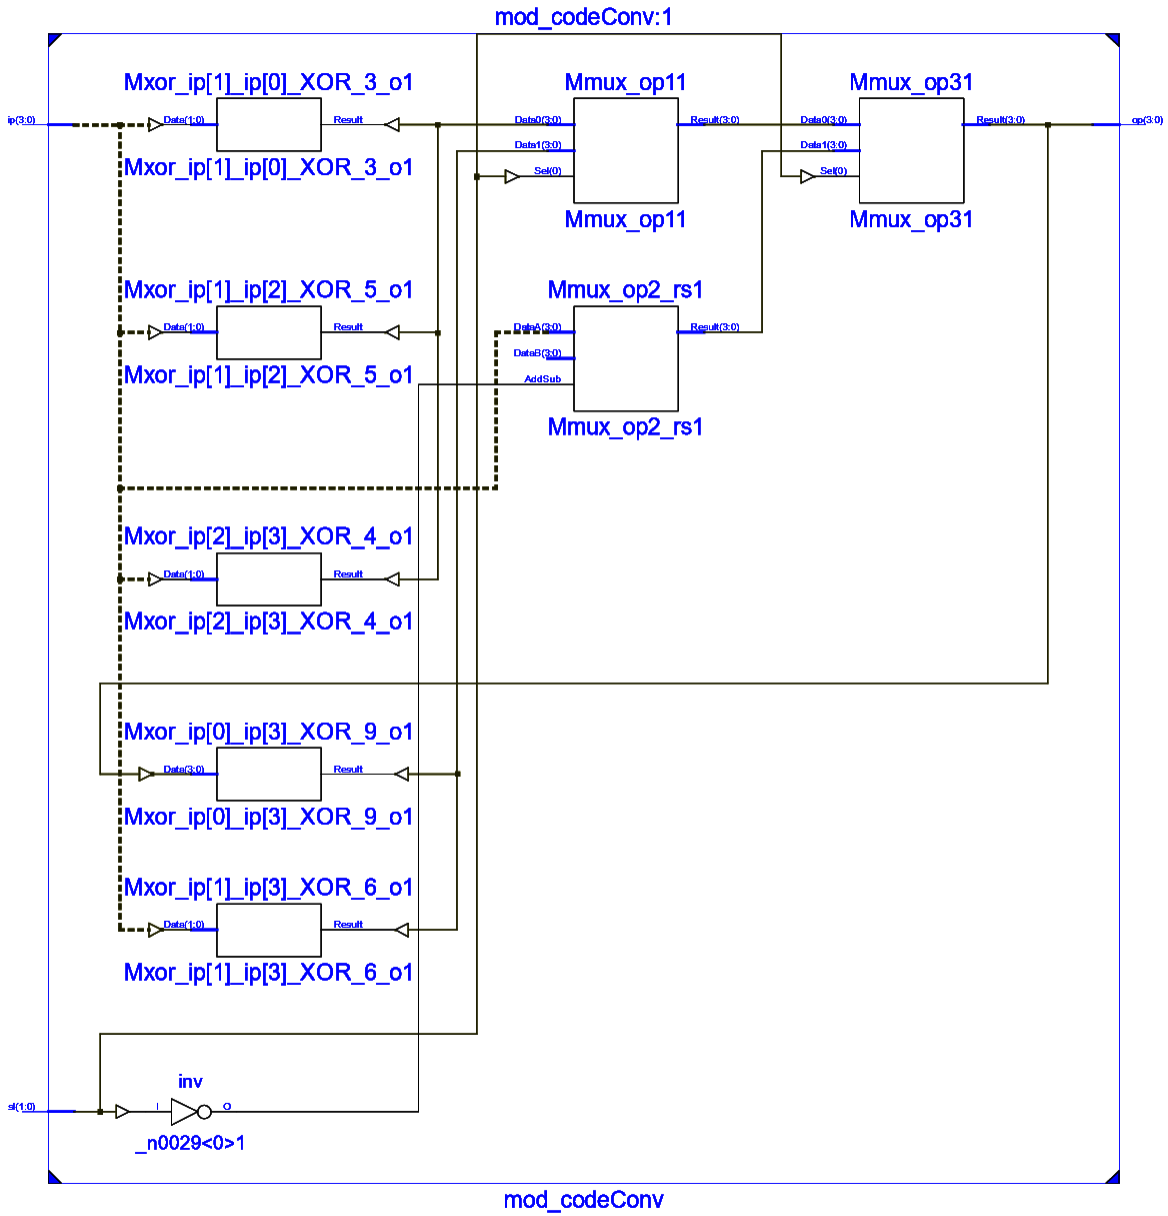 mod_codeConv:1
Mxor_ip[1]_ip[0]_XOR_3_o1
Mmux_op11
Mmux_op31
ip(3:0)
Data(1:0)
Result
Data0(3:0)
Result(3:0)
Data0(3:0)
Result(3:0)
op(3:0)
Data1(3:0)
Data1(3:0)
Mxor_ip[1]_ip[0]_XOR_3_o1
Sel(0)
Sel(0)
Mmux_op11
Mmux_op31
Mxor_ip[1]_ip[2]_XOR_5_o1
Mmux_op2_rs1
Data(1:0)
Result
DataA(3:0)
Result(3:0)
DataB(3:0)
Mxor_ip[1]_ip[2]_XOR_5_o1
AddSub
Mmux_op2_rs1
Mxor_ip[2]_ip[3]_XOR_4_o1
Data(1:0)
Result
Mxor_ip[2]_ip[3]_XOR_4_o1
Mxor_ip[0]_ip[3]_XOR_9_o1
Data(3:0)
Result
Mxor_ip[0]_ip[3]_XOR_9_o1
Mxor_ip[1]_ip[3]_XOR_6_o1
Data(1:0)
Result
Mxor_ip[1]_ip[3]_XOR_6_o1
inv
sl(1:0)
I
O
_n0029<0>1
mod_codeConv